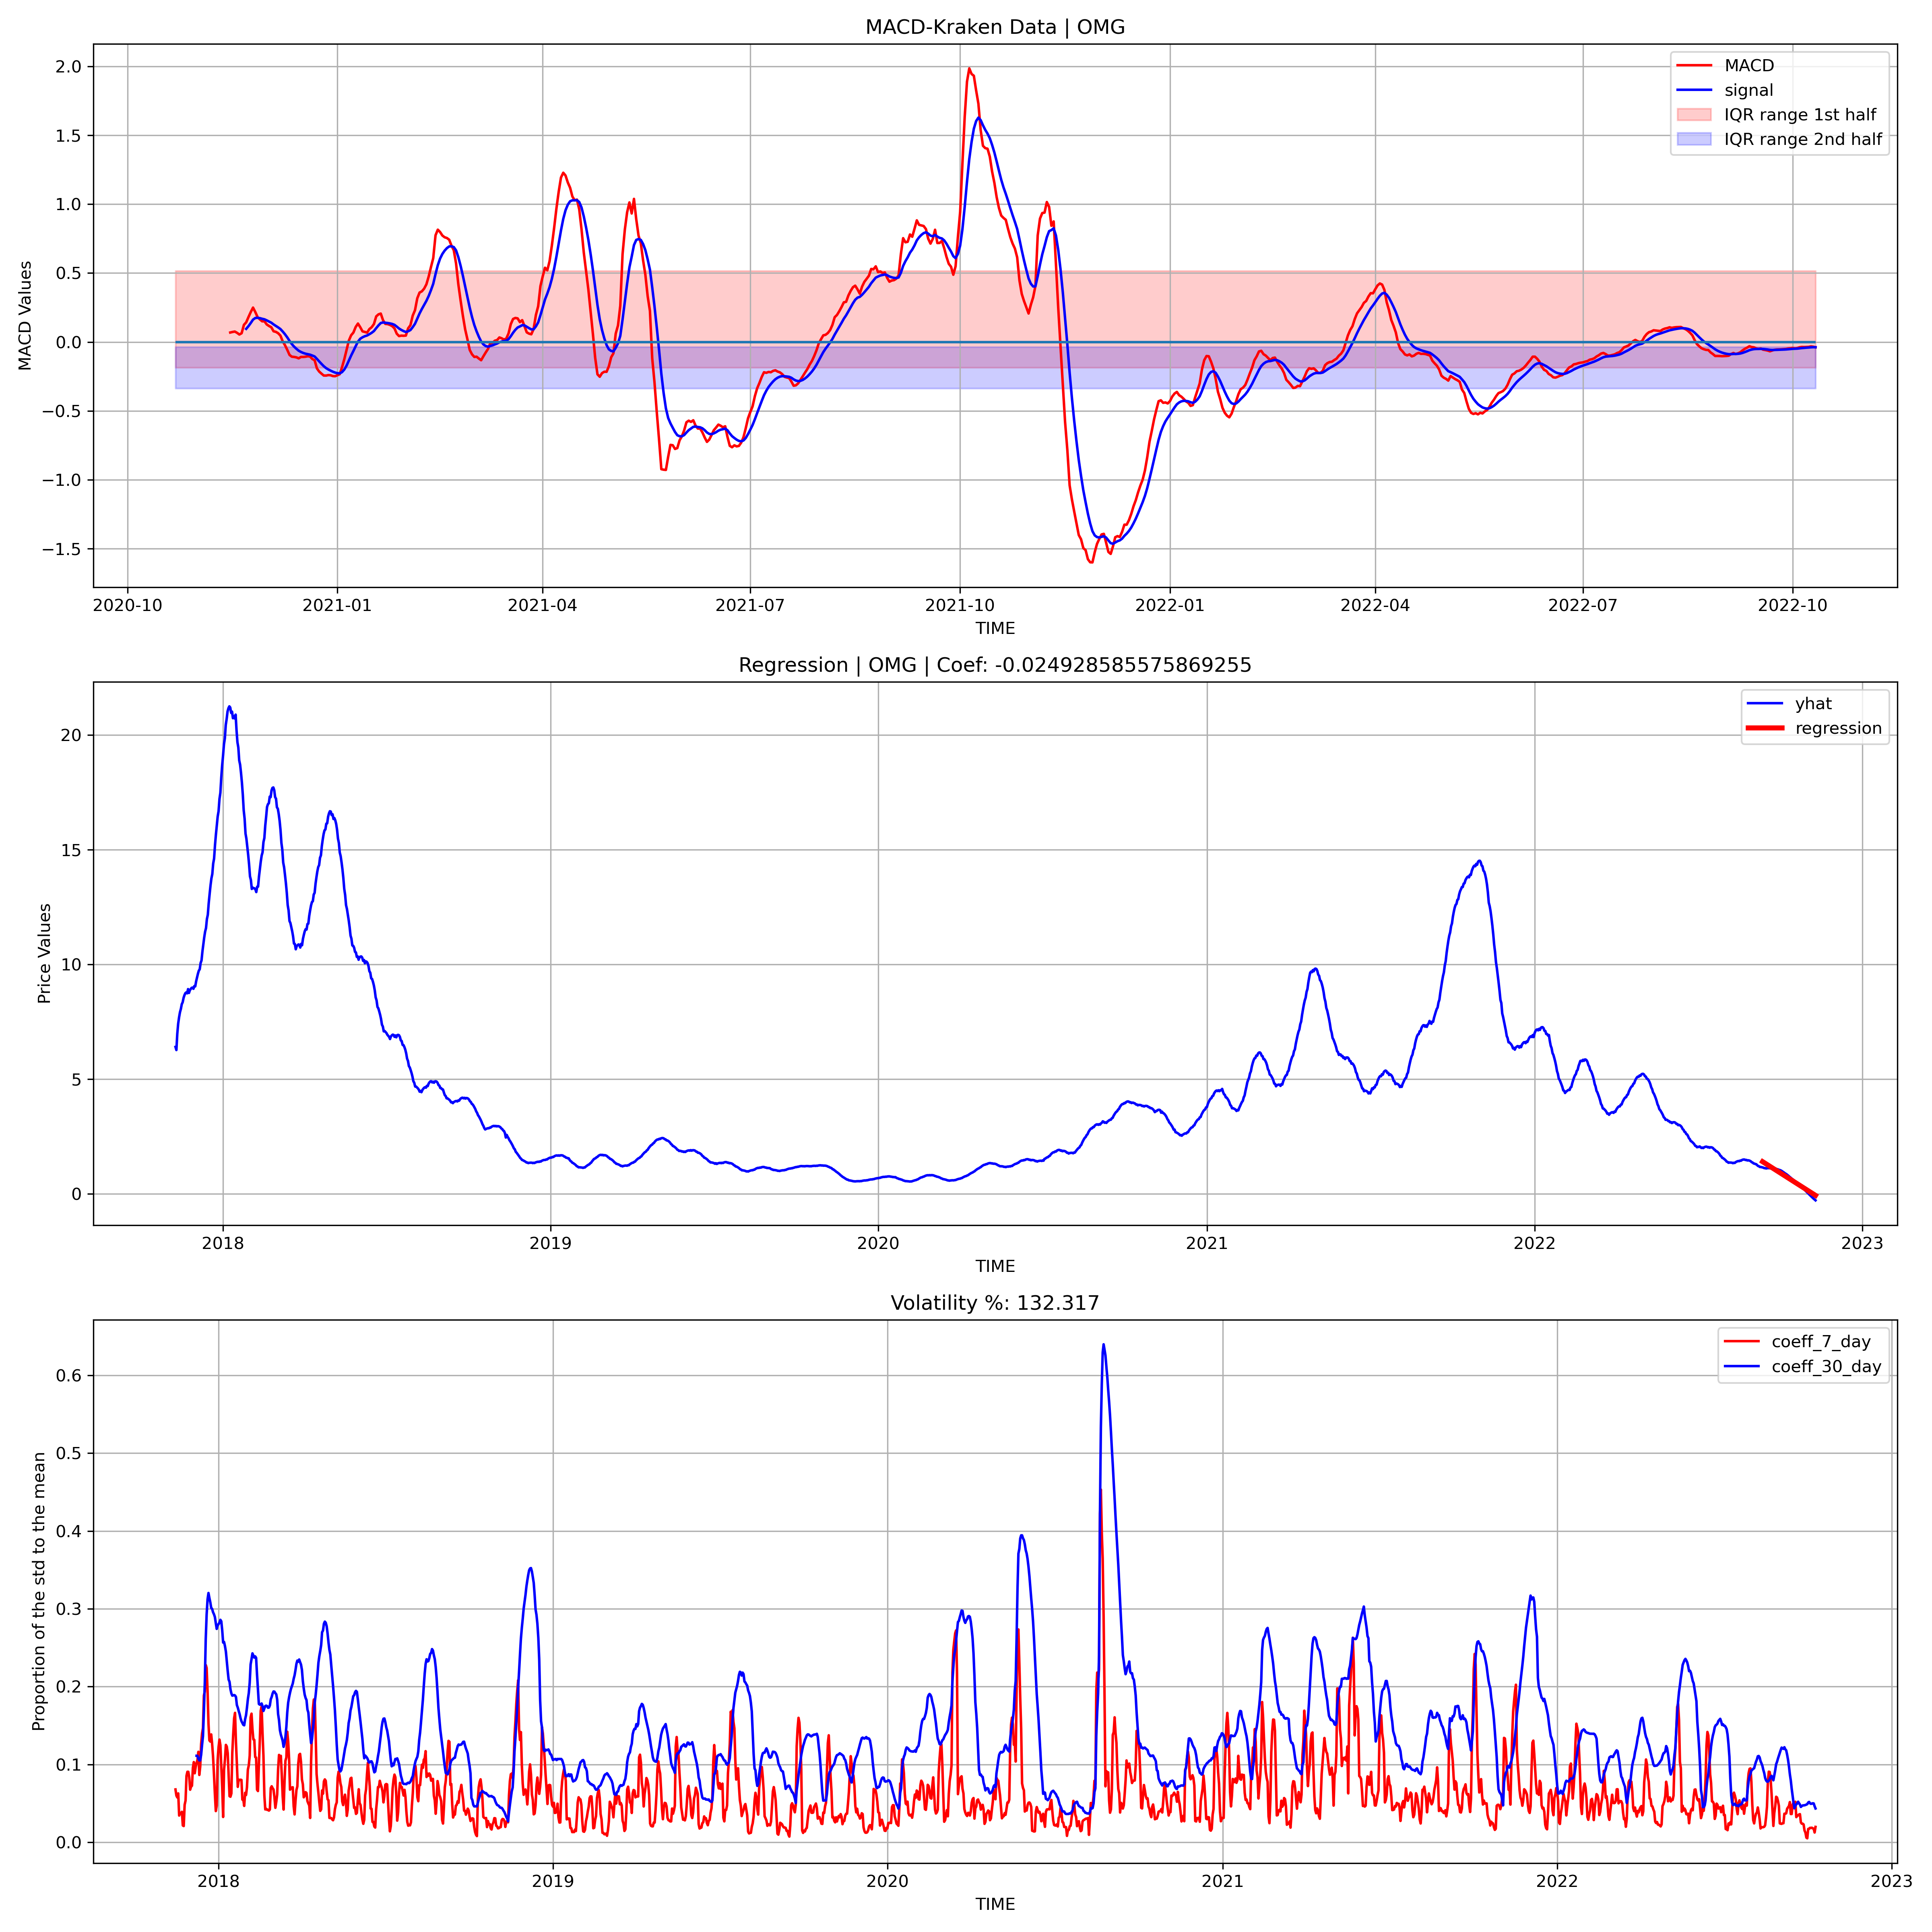 MACD-Kraken Data | OMG
MACD Values
2.0
1.5
1.0
0.5
0.0
−0.5
−1.0
−1.5
MACD
signal
IQR range 1st half
IQR range 2nd half
2020-10 2021-01 2021-04 2021-07 2021-10 2022-01 2022-04 2022-07 2022-10
TIME
Regression | OMG | Coef: -0.024928585575869255
Price Values
20
15
10
5
0
yhat
regression
2018 2019 2020 2021 2022 2023
TIME
Volatility %: 132.317
Proportion of the std to the mean
0.6
0.5
0.4
0.3
0.2
0.1
0.0
coeff_7_day
coeff_30_day
2018 2019 2020 2021 2022 2023
TIME